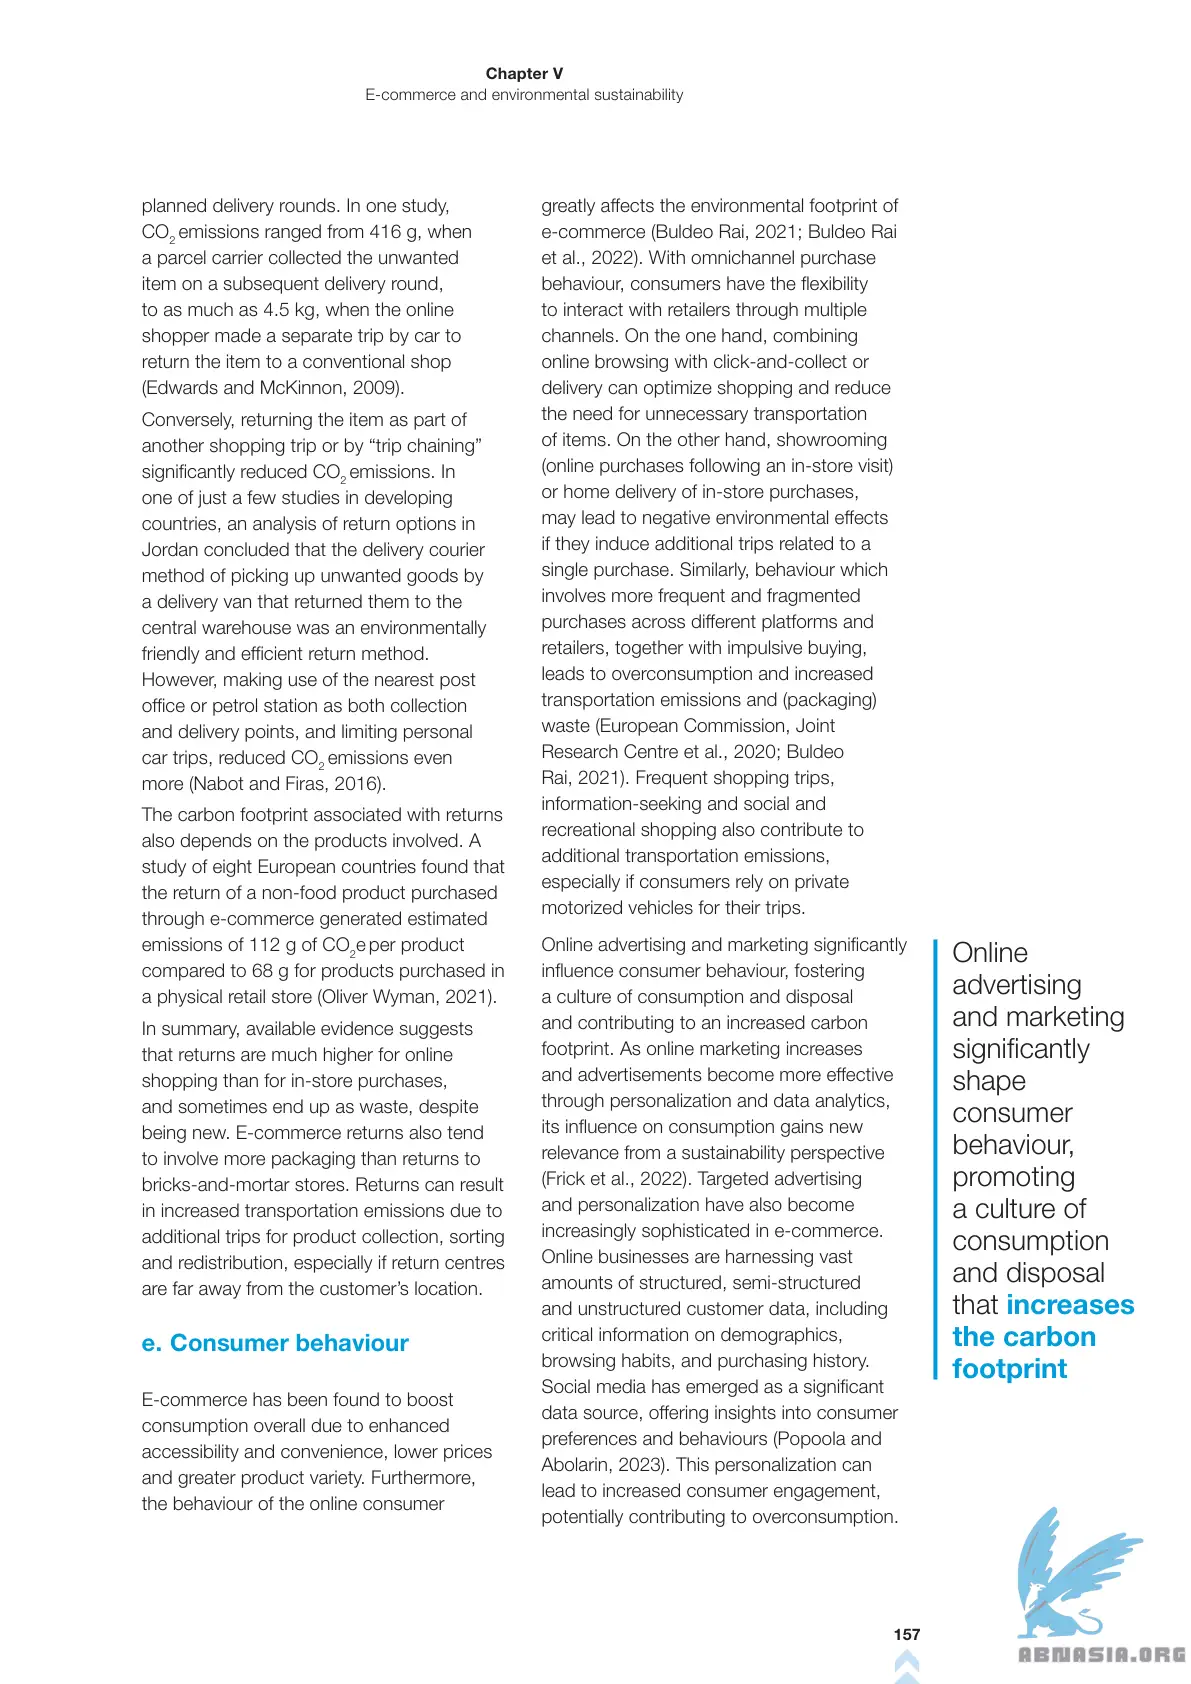 Chapter V
E-commerce and environmental sustainability
planned delivery rounds. In one study,
CO2 emissions ranged from 416 g, when
a parcel carrier collected the unwanted
item on a subsequent delivery round,
to as much as 4.5 kg, when the online
shopper made a separate trip by car to
return the item to a conventional shop
(Edwards and McKinnon, 2009).
Conversely, returning the item as part of
another shopping trip or by “trip chaining”
significantly reduced CO2 emissions. In
one of just a few studies in developing
countries, an analysis of return options in
Jordan concluded that the delivery courier
method of picking up unwanted goods by
a delivery van that returned them to the
central warehouse was an environmentally
friendly and efficient return method.
However, making use of the nearest post
office or petrol station as both collection
and delivery points, and limiting personal
car trips, reduced CO2 emissions even
more (Nabot and Firas, 2016).
The carbon footprint associated with returns
also depends on the products involved. A
study of eight European countries found that
the return of a non-food product purchased
through e-commerce generated estimated
emissions of 112 g of CO2e per product
compared to 68 g for products purchased in
a physical retail store (Oliver Wyman, 2021).
In summary, available evidence suggests
that returns are much higher for online
shopping than for in-store purchases,
and sometimes end up as waste, despite
being new. E-commerce returns also tend
to involve more packaging than returns to
bricks-and-mortar stores. Returns can result
in increased transportation emissions due to
additional trips for product collection, sorting
and redistribution, especially if return centres
are far away from the customer’s location.
e. Consumer behaviour
E-commerce has been found to boost
consumption overall due to enhanced
accessibility and convenience, lower prices
and greater product variety. Furthermore,
the behaviour of the online consumer
greatly affects the environmental footprint of
e-commerce (Buldeo Rai, 2021; Buldeo Rai
et al., 2022). With omnichannel purchase
behaviour, consumers have the flexibility
to interact with retailers through multiple
channels. On the one hand, combining
online browsing with click-and-collect or
delivery can optimize shopping and reduce
the need for unnecessary transportation
of items. On the other hand, showrooming
(online purchases following an in-store visit)
or home delivery of in-store purchases,
may lead to negative environmental effects
if they induce additional trips related to a
single purchase. Similarly, behaviour which
involves more frequent and fragmented
purchases across different platforms and
retailers, together with impulsive buying,
leads to overconsumption and increased
transportation emissions and (packaging)
waste (European Commission, Joint
Research Centre et al., 2020; Buldeo
Rai, 2021). Frequent shopping trips,
information-seeking and social and
recreational shopping also contribute to
additional transportation emissions,
especially if consumers rely on private
motorized vehicles for their trips.
Online advertising and marketing significantly
influence consumer behaviour, fostering
a culture of consumption and disposal
and contributing to an increased carbon
footprint. As online marketing increases
and advertisements become more effective
through personalization and data analytics,
its influence on consumption gains new
relevance from a sustainability perspective
(Frick et al., 2022). Targeted advertising
and personalization have also become
increasingly sophisticated in e-commerce.
Online businesses are harnessing vast
amounts of structured, semi-structured
and unstructured customer data, including
critical information on demographics,
browsing habits, and purchasing history.
Social media has emerged as a significant
data source, offering insights into consumer
preferences and behaviours (Popoola and
Abolarin, 2023). This personalization can
lead to increased consumer engagement,
potentially contributing to overconsumption.
Online
advertising
and marketing
significantly
shape
consumer
behaviour,
promoting
a culture of
consumption
and disposal
that increases
the carbon
footprint
157
ABNASIA.ORG